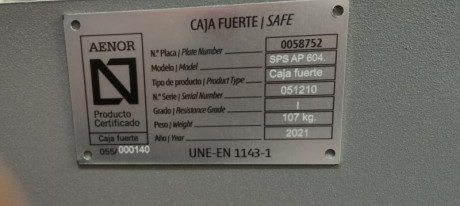 CAJA FUERTE / SAFE
AENOR
N
Producto
Certificado
Caja fuerte
055/000140
N.º Placa / Plate Number 0058752
Modelo / Model SPS AP 604
Tipo de producto / Product Type Caja fuerte
N.º Serie / Serial Number 051210
Grado / Resistance Grade I
Peso / Weight 107 kg.
Año / Year 2021
UNE-EN 1143-1